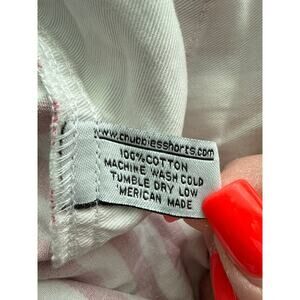 www.chubbiesshorts.com
100% COTTON
MACHINE WASH COLD
TUMBLE DRY LOW
'MERICAN MADE